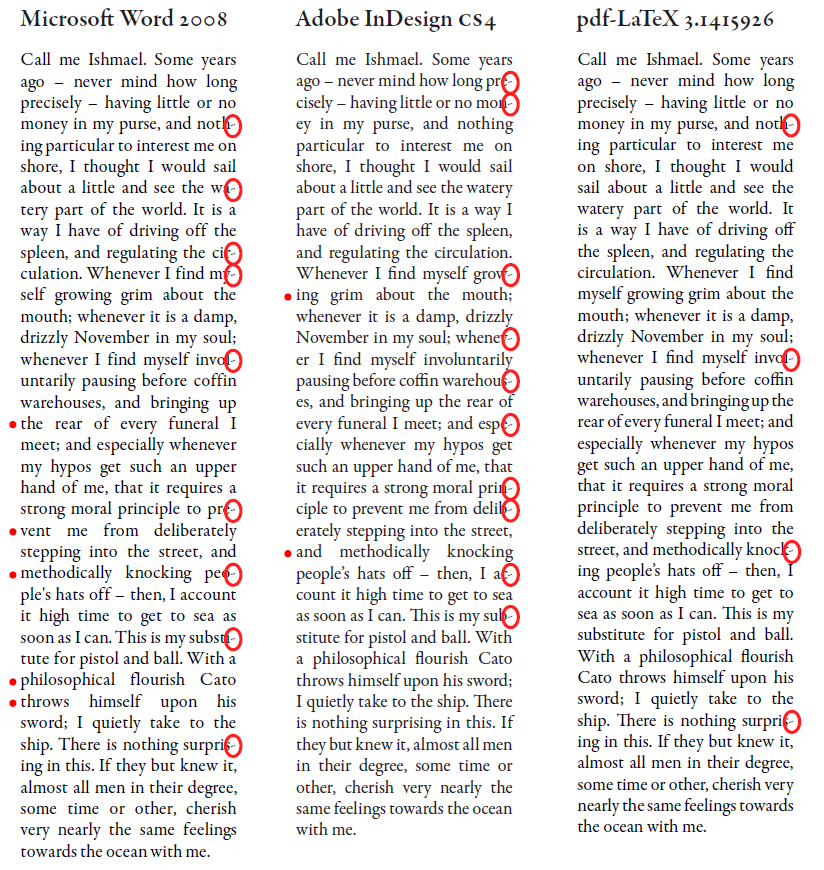 Microsoft Word 2008
Call me Ishmael. Some years
ago – never mind how long
precisely – having little or no
money in my purse, and noth-
ing particular to interest me on
shore, I thought I would sail
about a little and see the wa-
tery part of the world. It is a
way I have of driving off the
spleen, and regulating the cir-
culation. Whenever I find my-
self growing grim about the
mouth; whenever it is a damp,
drizzly November in my soul;
whenever I find myself invol-
untarily pausing before coffin
warehouses, and bringing up
the rear of every funeral I
meet; and especially whenever
my hypos get such an upper
hand of me, that it requires a
strong moral principle to pre-
vent me from deliberately
stepping into the street, and
methodically knocking peo-
ple's hats off – then, I account
it high time to get to sea as
soon as I can. This is my substi-
tute for pistol and ball. With a
philosophical flourish Cato
throws himself upon his
sword; I quietly take to the
ship. There is nothing surpris-
ing in this. If they but knew it,
almost all men in their degree,
some time or other, cherish
very nearly the same feelings
towards the ocean with me.
Adobe InDesign CS4
Call me Ishmael. Some years
ago – never mind how long pre-
cisely – having little or no mon-
ey in my purse, and nothing
particular to interest me on
shore, I thought I would sail
about a little and see the watery
part of the world. It is a way I
have of driving off the spleen,
and regulating the circulation.
Whenever I find myself grow-
ing grim about the mouth;
whenever it is a damp, drizzly
November in my soul; whenev-
er I find myself involuntarily
pausing before coffin warehous-
es, and bringing up the rear of
every funeral I meet; and espe-
cially whenever my hypos get
such an upper hand of me, that
it requires a strong moral prin-
ciple to prevent me from delib-
erately stepping into the street,
and methodically knocking
people’s hats off – then, I ac-
count it high time to get to sea
as soon as I can. This is my sub-
stitute for pistol and ball. With
a philosophical flourish Cato
throws himself upon his sword;
I quietly take to the ship. There
is nothing surprising in this. If
they but knew it, almost all men
in their degree, some time or
other, cherish very nearly the
same feelings towards the ocean
with me.
pdf-LaTeX 3.1415926
Call me Ishmael. Some years
ago – never mind how long
precisely – having little or no
money in my purse, and noth-
ing particular to interest me
on shore, I thought I would
sail about a little and see the
watery part of the world. It
is a way I have of driving off
the spleen, and regulating the
circulation. Whenever I find
myself growing grim about the
mouth; whenever it is a damp,
drizzly November in my soul;
whenever I find myself invol-
untarily pausing before coffin
warehouses, and bringing up the
rear of every funeral I meet; and
especially whenever my hypos
get such an upper hand of me,
that it requires a strong moral
principle to prevent me from
deliberately stepping into the
street, and methodically knock-
ing people’s hats off – then, I
account it high time to get to
sea as soon as I can. This is my
substitute for pistol and ball.
With a philosophical flourish
Cato throws himself upon his
sword; I quietly take to the
ship. There is nothing surpris-
ing in this. If they but knew it,
almost all men in their degree,
some time or other, cherish very
nearly the same feelings towards
the ocean with me.